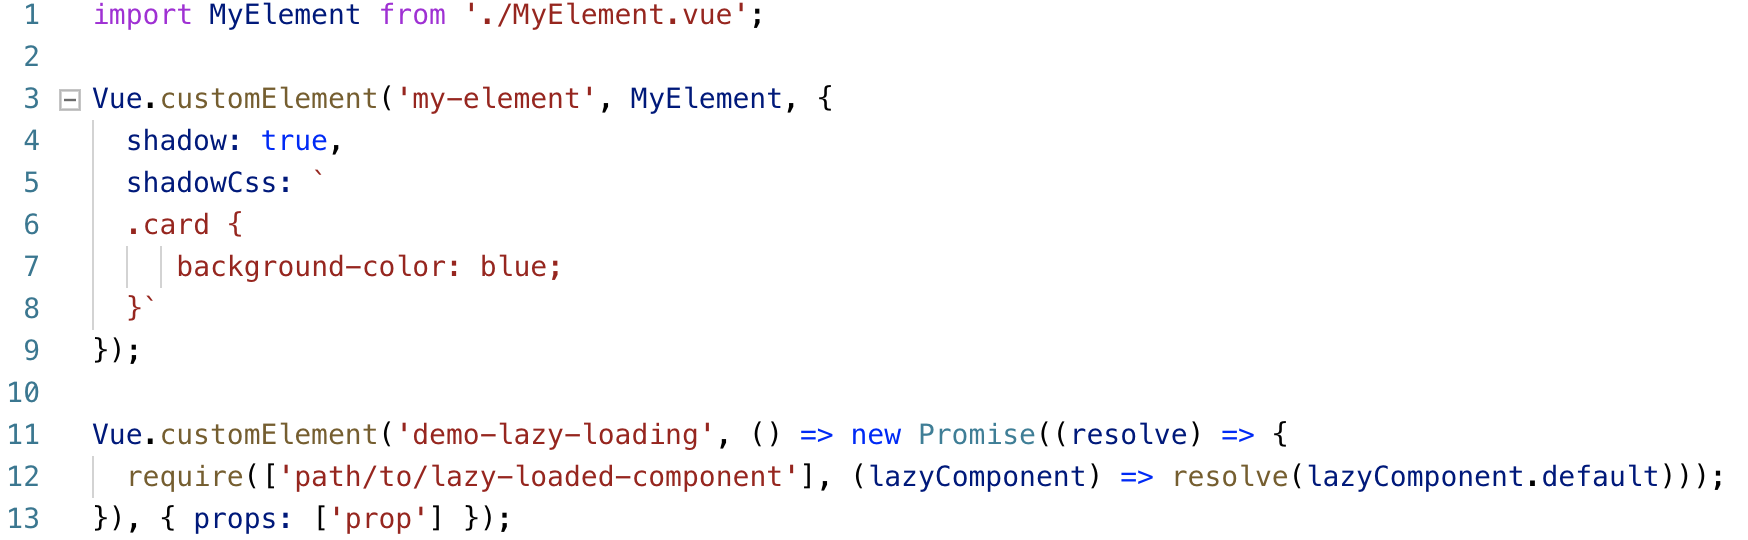 1 import MyElement from './MyElement.vue';
2
3 Vue.customElement('my-element', MyElement, {
4   shadow: true,
5   shadowCss: `
6   .card {
7      background-color: blue;
8   }`
9 });
10
11 Vue.customElement('demo-lazy-loading', () => new Promise((resolve) => {
12   require(['path/to/lazy-loaded-component'], (lazyComponent) => resolve(lazyComponent.default)));
13 }), { props: ['prop'] });